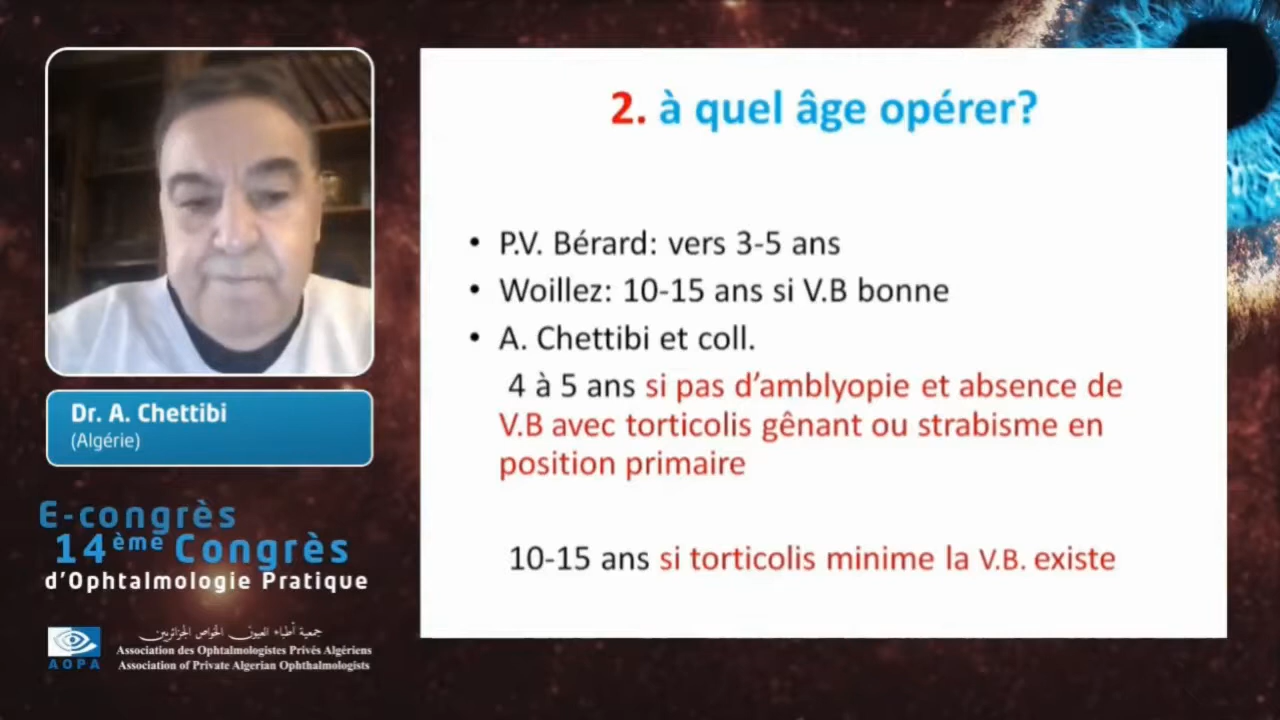 2. à quel âge opérer?
• P.V. Bérard: vers 3-5 ans
• Woillez: 10-15 ans si V.B bonne
• A. Chettibi et coll.
4 à 5 ans si pas d’amblyopie et absence de
V.B avec torticolis gênant ou strabisme en
position primaire
10-15 ans si torticolis minime la V.B. existe
Dr. A. Chettibi
(Algérie)
E-congrès
14ème Congrès
d’Ophtalmologie Pratique
جمعية أطباء العيون الخواص الجزائريين
AOPA
Association des Ophtalmologistes Privés Algériens
Association of Private Algerian Ophthalmologists